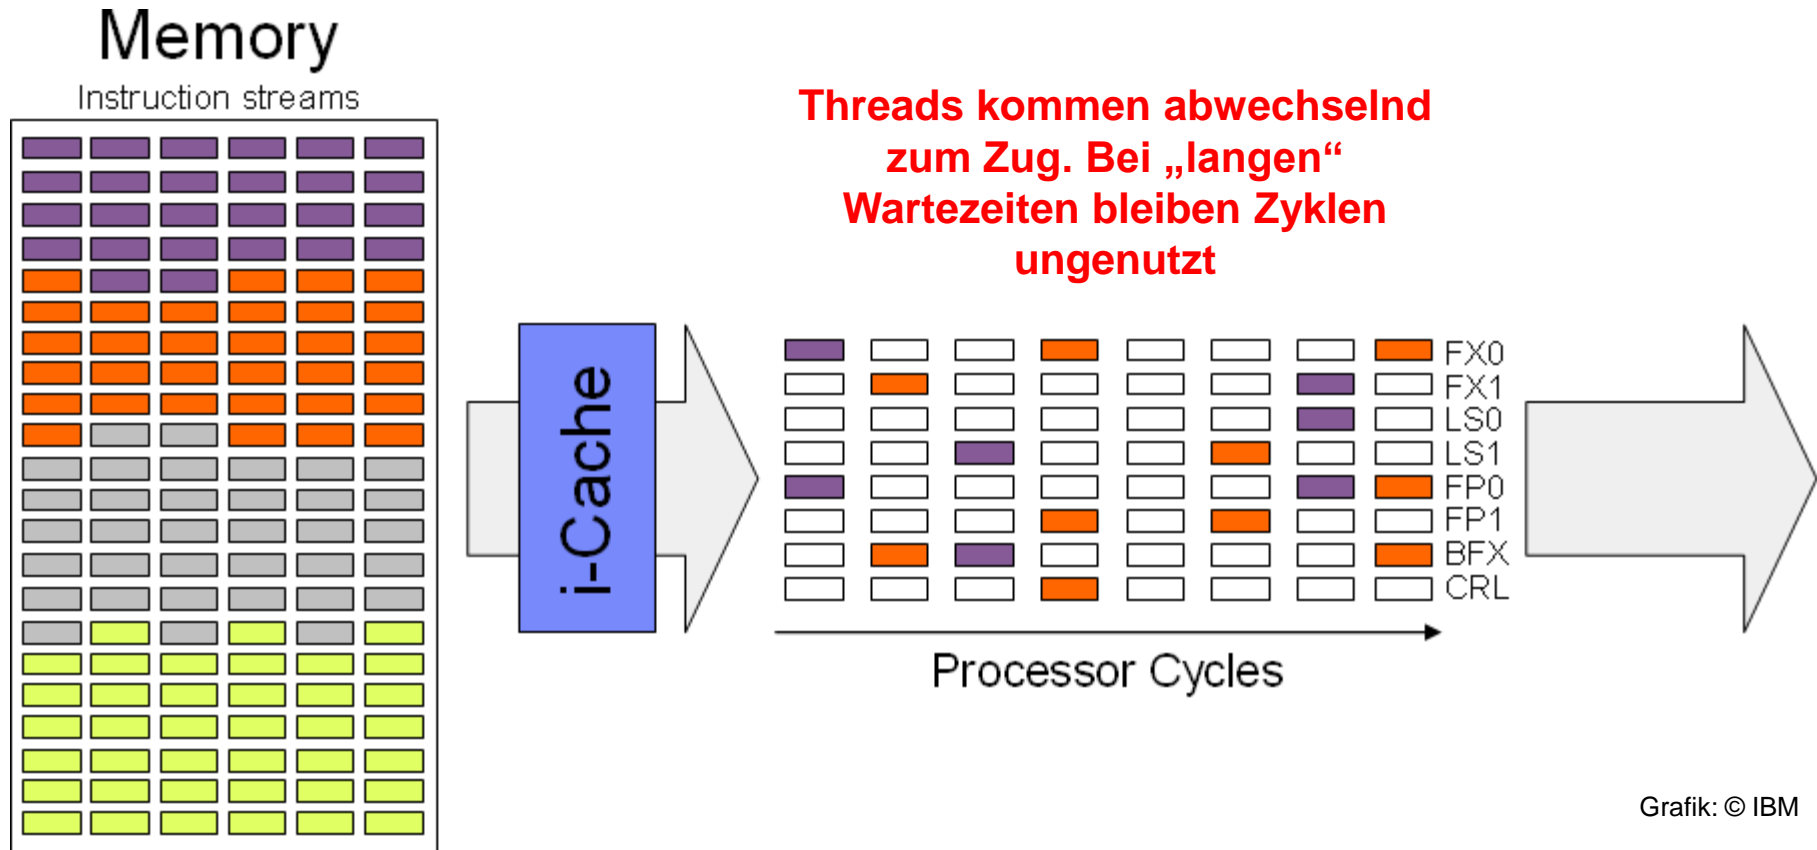 Memory
Instruction streams
Threads kommen abwechselnd
zum Zug. Bei „langen“
Wartezeiten bleiben Zyklen
ungenutzt
i-Cache
FX0
FX1
LS0
LS1
FP0
FP1
BFX
CRL
Processor Cycles
Grafik: © IBM